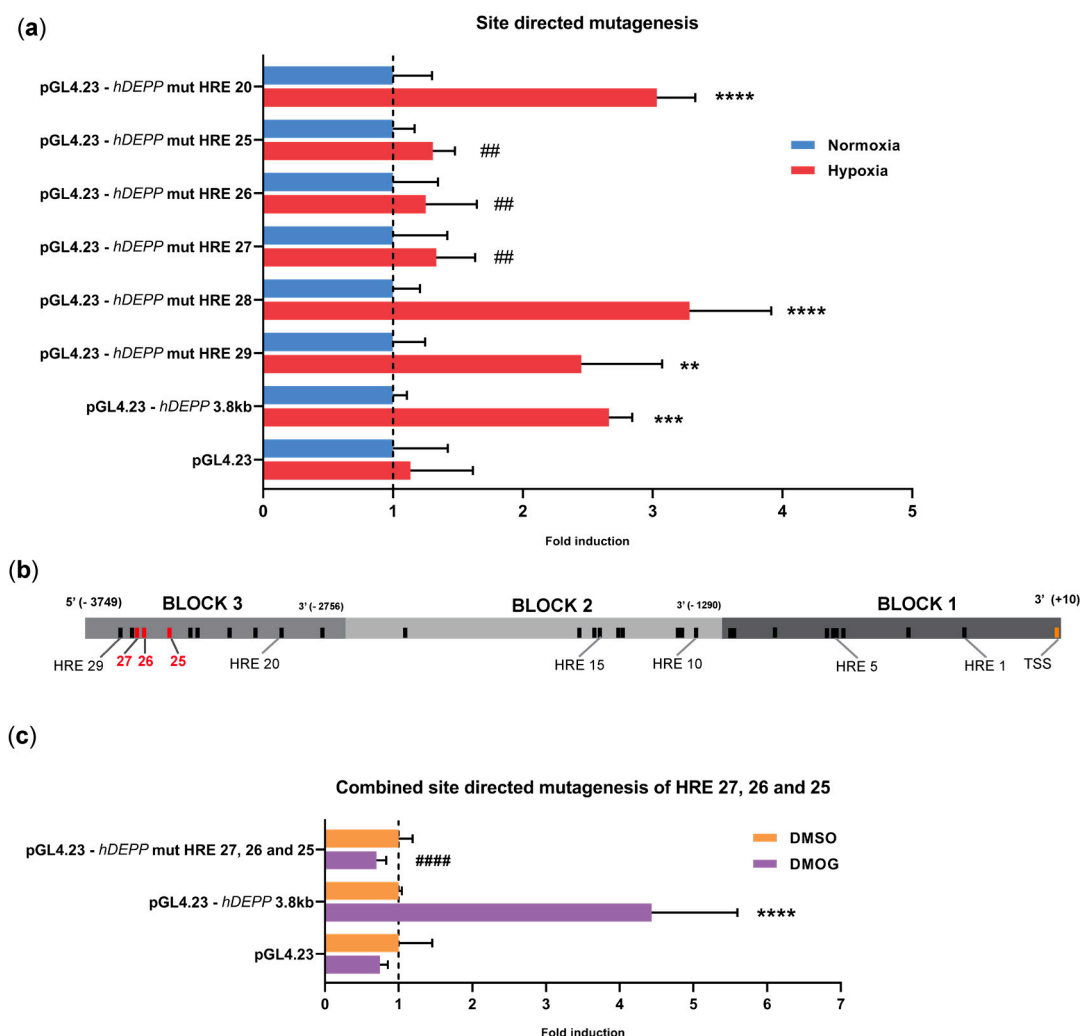 (a)
Site directed mutagenesis
pGL4.23 - hDEPP mut HRE 20
****
pGL4.23 - hDEPP mut HRE 25
##
Normoxia
Hypoxia
pGL4.23 - hDEPP mut HRE 26
##
pGL4.23 - hDEPP mut HRE 27
##
pGL4.23 - hDEPP mut HRE 28
****
pGL4.23 - hDEPP mut HRE 29
**
pGL4.23 - hDEPP 3.8kb
***
pGL4.23
0 1 2 3 4 5
Fold induction
(b)
5' (- 3749) BLOCK 3 3' (- 2756) BLOCK 2 3' (- 1290) BLOCK 1 3' (+10)
HRE 29 27 26 25 HRE 20 HRE 15 HRE 10 HRE 5 HRE 1 TSS
(c)
Combined site directed mutagenesis of HRE 27, 26 and 25
pGL4.23 - hDEPP mut HRE 27, 26 and 25
####
DMSO
DMOG
pGL4.23 - hDEPP 3.8kb
****
pGL4.23
0 1 2 3 4 5 6 7
Fold induction